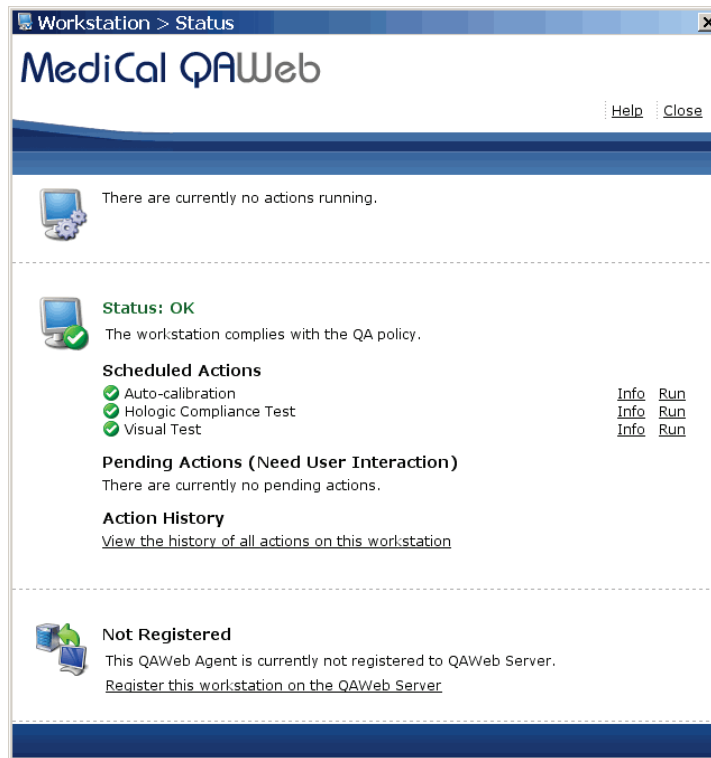 Workstation > Status
MediCal QAWeb
Help Close
There are currently no actions running.
Status: OK
The workstation complies with the QA policy.
Scheduled Actions
Auto-calibration Info Run
Hologic Compliance Test Info Run
Visual Test Info Run
Pending Actions (Need User Interaction)
There are currently no pending actions.
Action History
View the history of all actions on this workstation
Not Registered
This QAWeb Agent is currently not registered to QAWeb Server.
Register this workstation on the QAWeb Server